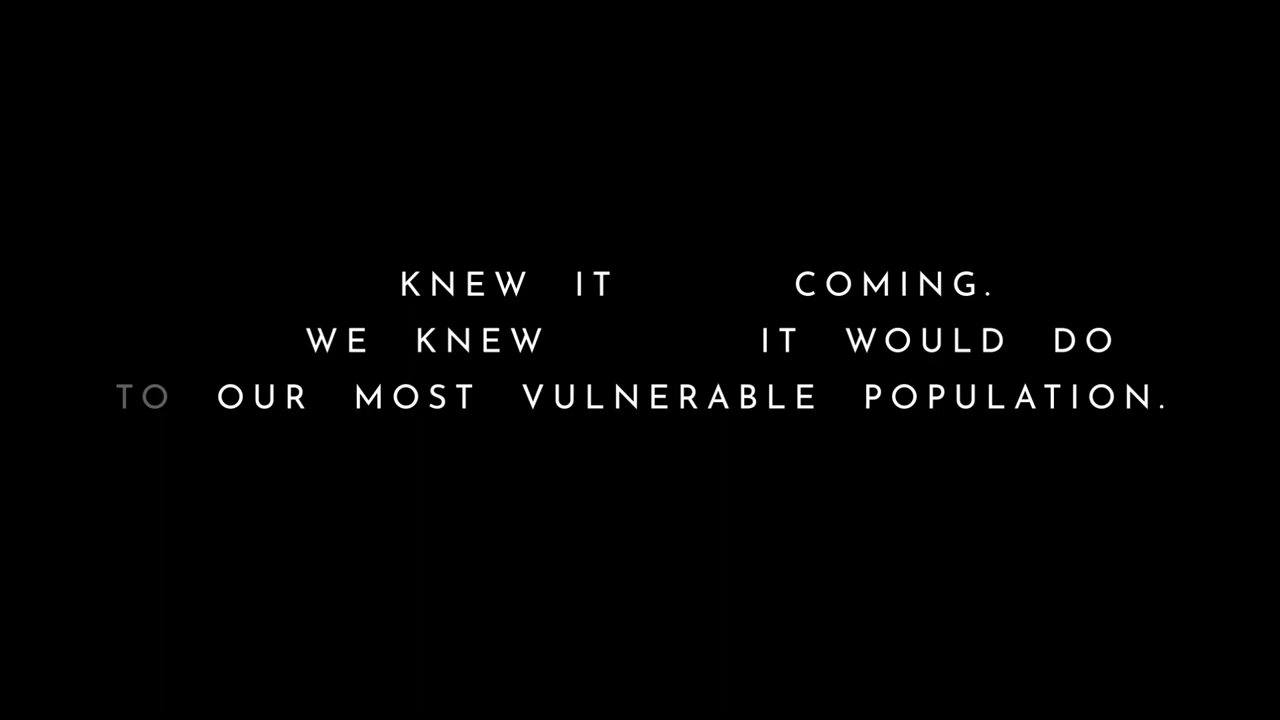 KNEW IT COMING.
WE KNEW IT WOULD DO
TO OUR MOST VULNERABLE POPULATION.